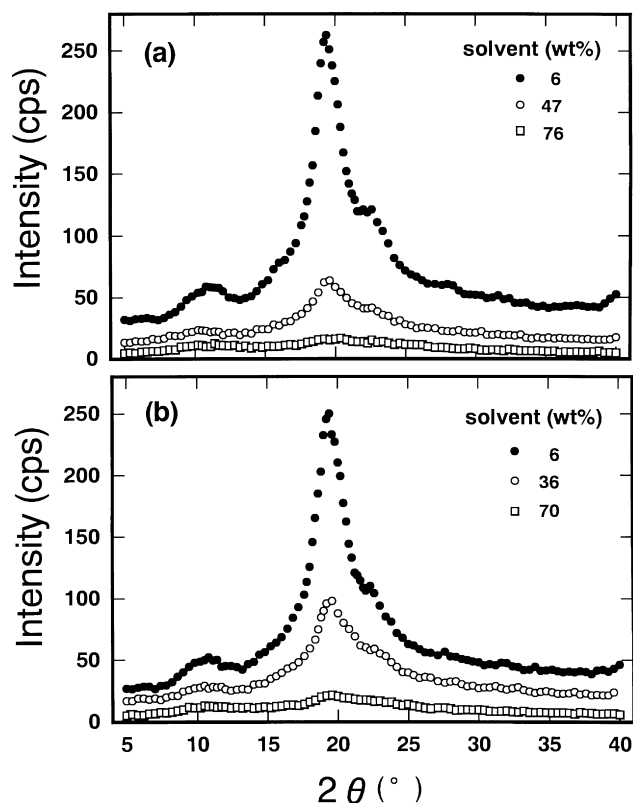 (a)
solvent (wt%)
● 6
○ 47
□ 76
Intensity (cps)
250
200
150
100
50
0
(b)
solvent (wt%)
● 6
○ 36
□ 70
Intensity (cps)
250
200
150
100
50
0
5 10 15 20 25 30 35 40
2 θ (°)